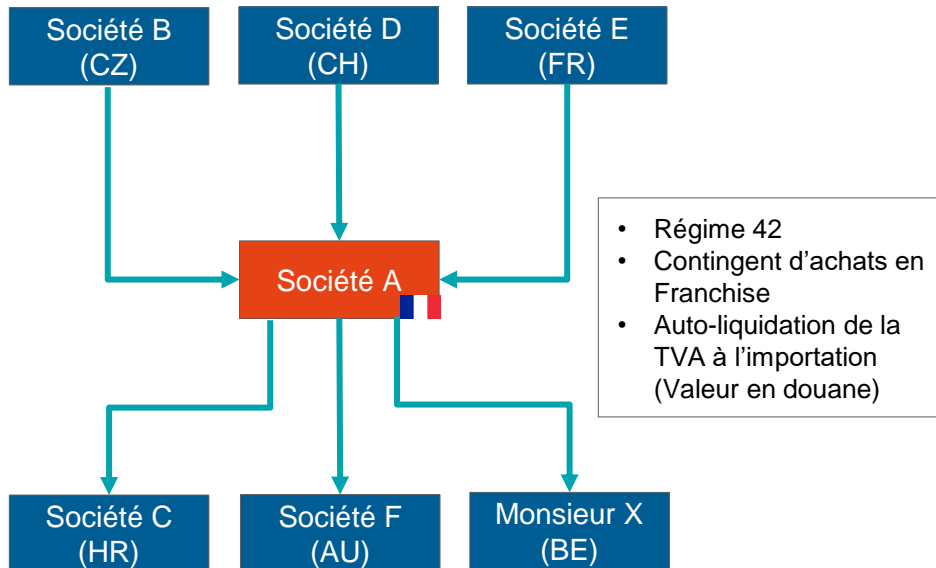 Société B
(CZ)
Société D
(CH)
Société E
(FR)
Société A
• Régime 42
• Contingent d’achats en
Franchise
• Auto-liquidation de la
TVA à l’importation
(Valeur en douane)
Société C
(HR)
Société F
(AU)
Monsieur X
(BE)